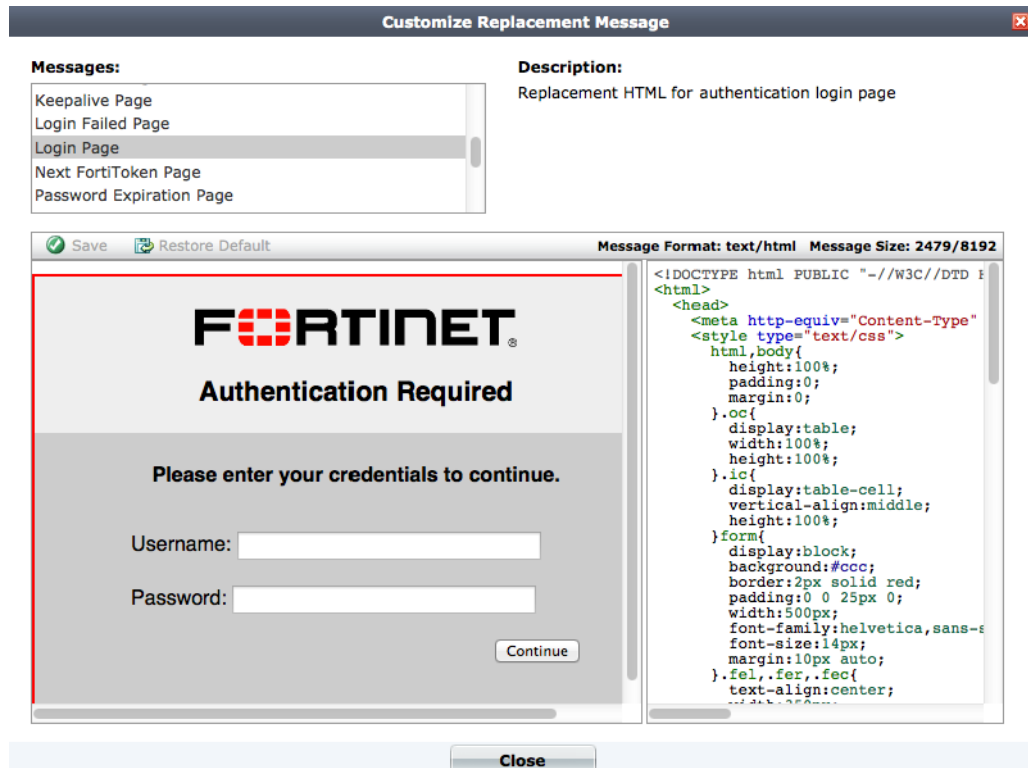 Customize Replacement Message
Messages:
Keepalive Page
Login Failed Page
Login Page
Next FortiToken Page
Password Expiration Page
Description:
Replacement HTML for authentication login page
Save Restore Default Message Format: text/html Message Size: 2479/8192
FORTINET®
Authentication Required
Please enter your credentials to continue.
Username:
Password:
Continue
<!DOCTYPE html PUBLIC "-//W3C//DTD
<html>
<head>
<meta http-equiv="Content-Type"
<style type="text/css">
html,body{
height:100%;
padding:0;
margin:0;
}.oc{
display:table;
width:100%;
height:100%;
}.ic{
display:table-cell;
vertical-align:middle;
height:100%;
}form{
display:block;
background:#ccc;
border:2px solid red;
padding:0 0 25px 0;
width:500px;
font-family:helvetica,sans-s
font-size:14px;
margin:10px auto;
}.fel,.fer,.fec{
text-align:center;
Close